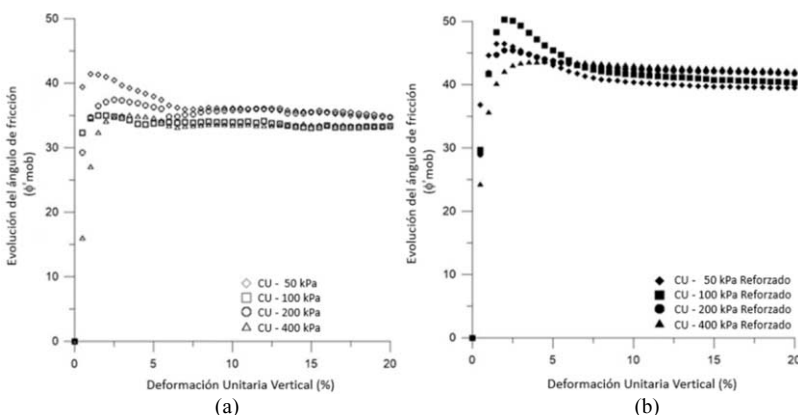 50
40
30
20
10
0
Evolución del ángulo de fricción
(ϕ'mob)
CU - 50 kPa
CU - 100 kPa
CU - 200 kPa
CU - 400 kPa
0 5 10 15 20
Deformación Unitaria Vertical (%)
(a)
50
40
30
20
10
0
Evolución del ángulo de fricción
(ϕ'mob)
CU - 50 kPa Reforzado
CU - 100 kPa Reforzado
CU - 200 kPa Reforzado
CU - 400 kPa Reforzado
0 5 10 15 20
Deformación Unitaria Vertical (%)
(b)